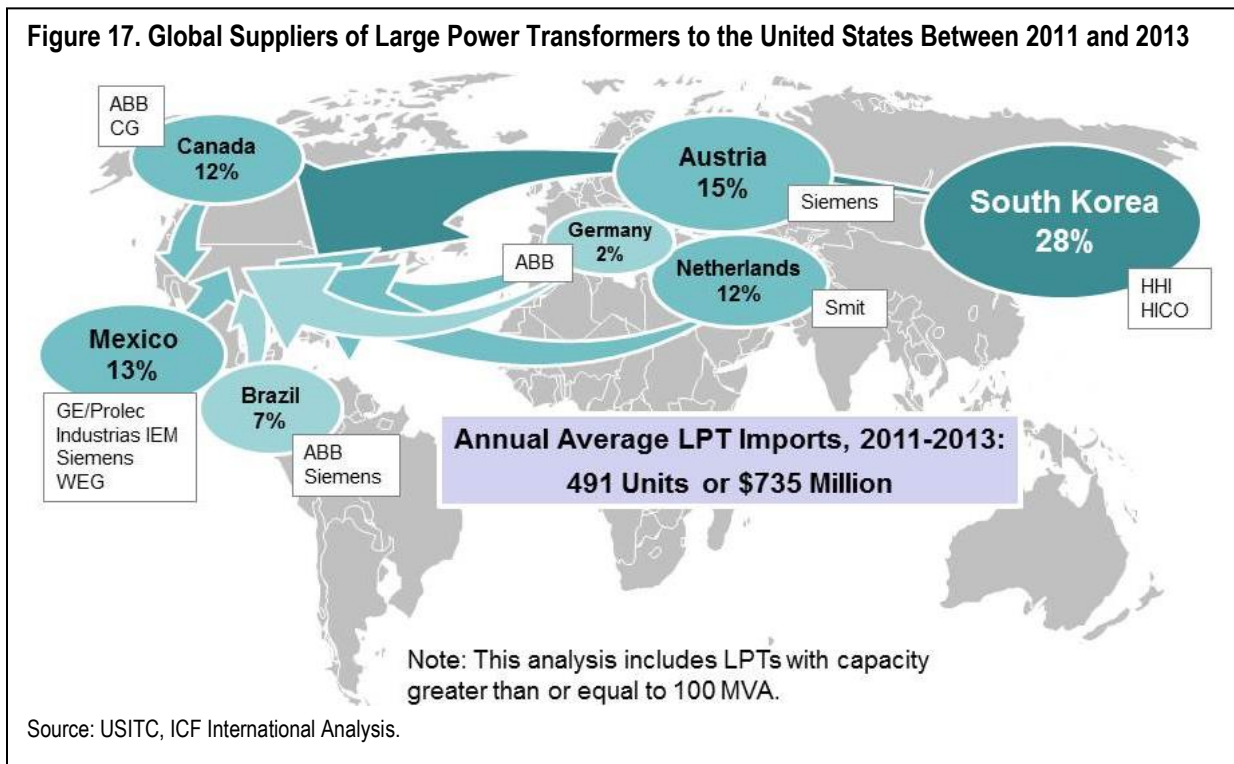 Figure 17. Global Suppliers of Large Power Transformers to the United States Between 2011 and 2013
ABB
CG
Canada
12%
Austria
15%
Siemens
South Korea
28%
HHI
HICO
Germany
2%
ABB
Netherlands
12%
Smit
Mexico
13%
GE/Prolec
Industrias IEM
Siemens
WEG
Brazil
7%
ABB
Siemens
Annual Average LPT Imports, 2011-2013:
491 Units or $735 Million
Note: This analysis includes LPTs with capacity
greater than or equal to 100 MVA.
Source: USITC, ICF International Analysis.